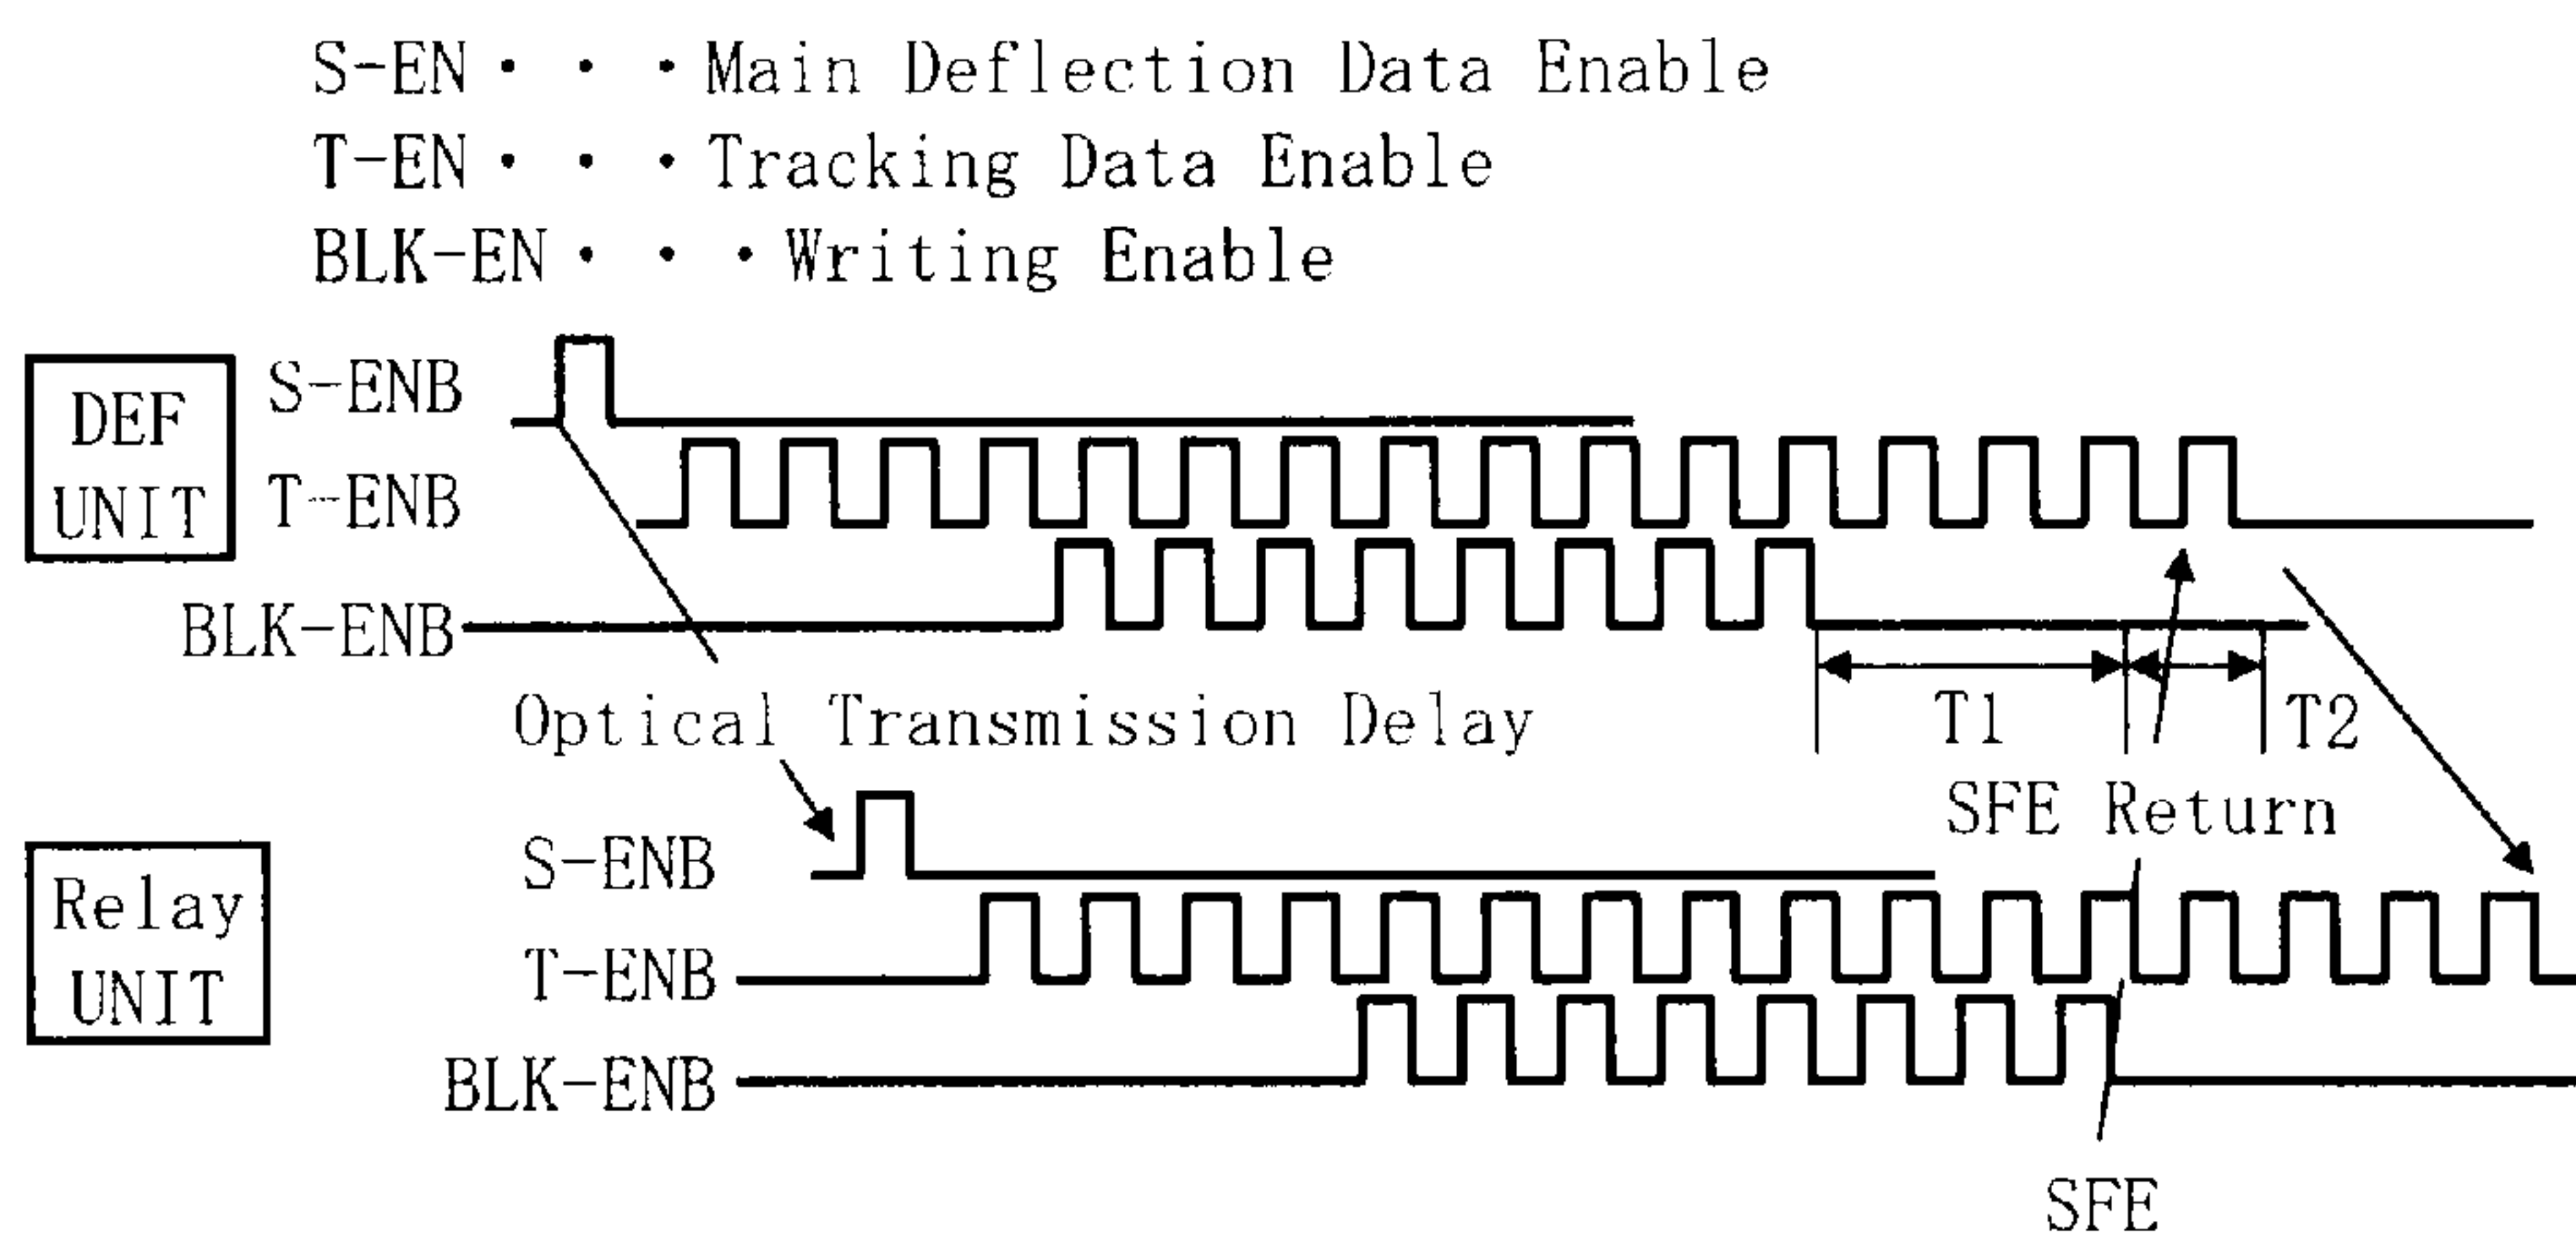 S-EN・・・Main Deflection Data Enable
T-EN・・・Tracking Data Enable
BLK-EN・・・Writing Enable
DEF
UNIT
S-ENB
T-ENB
BLK-ENB
T1
T2
Optical Transmission Delay
SFE Return
Relay
UNIT
S-ENB
T-ENB
BLK-ENB
SFE